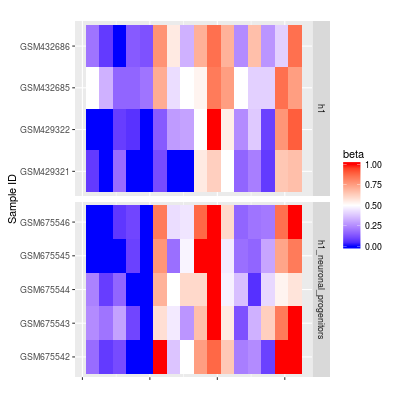 GSM432686
GSM432685
GSM429322
GSM429321
h1
GSM675546
GSM675545
GSM675544
GSM675543
GSM675542
h1_neuronal_progenitors
Sample ID
beta
1.00
0.75
0.50
0.25
0.00